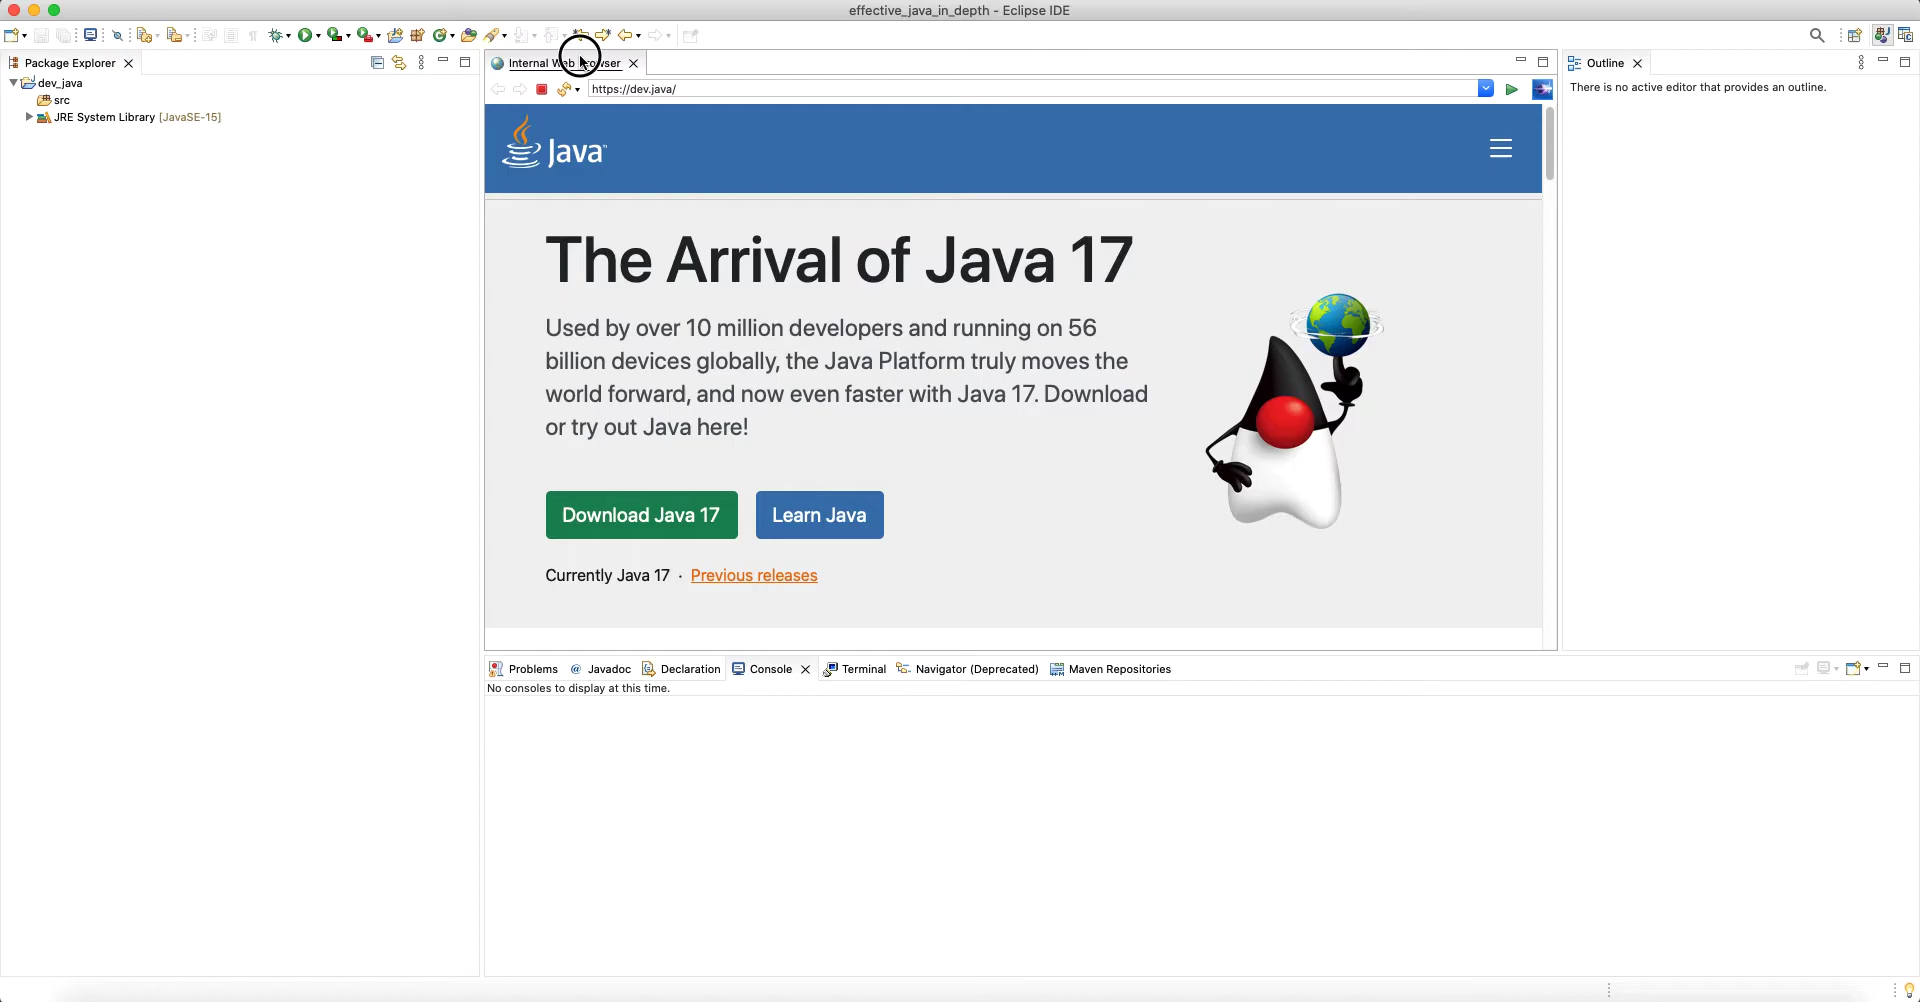 effective_java_in_depth - Eclipse IDE
Package Explorer
dev_java
src
JRE System Library [JavaSE-15]
Internal Web Browser
https://dev.java/
Java
The Arrival of Java 17
Used by over 10 million developers and running on 56
billion devices globally, the Java Platform truly moves the
world forward, and now even faster with Java 17. Download
or try out Java here!
Download Java 17 Learn Java
Currently Java 17 · Previous releases
Outline
There is no active editor that provides an outline.
Problems Javadoc Declaration Console Terminal Navigator (Deprecated) Maven Repositories
No consoles to display at this time.